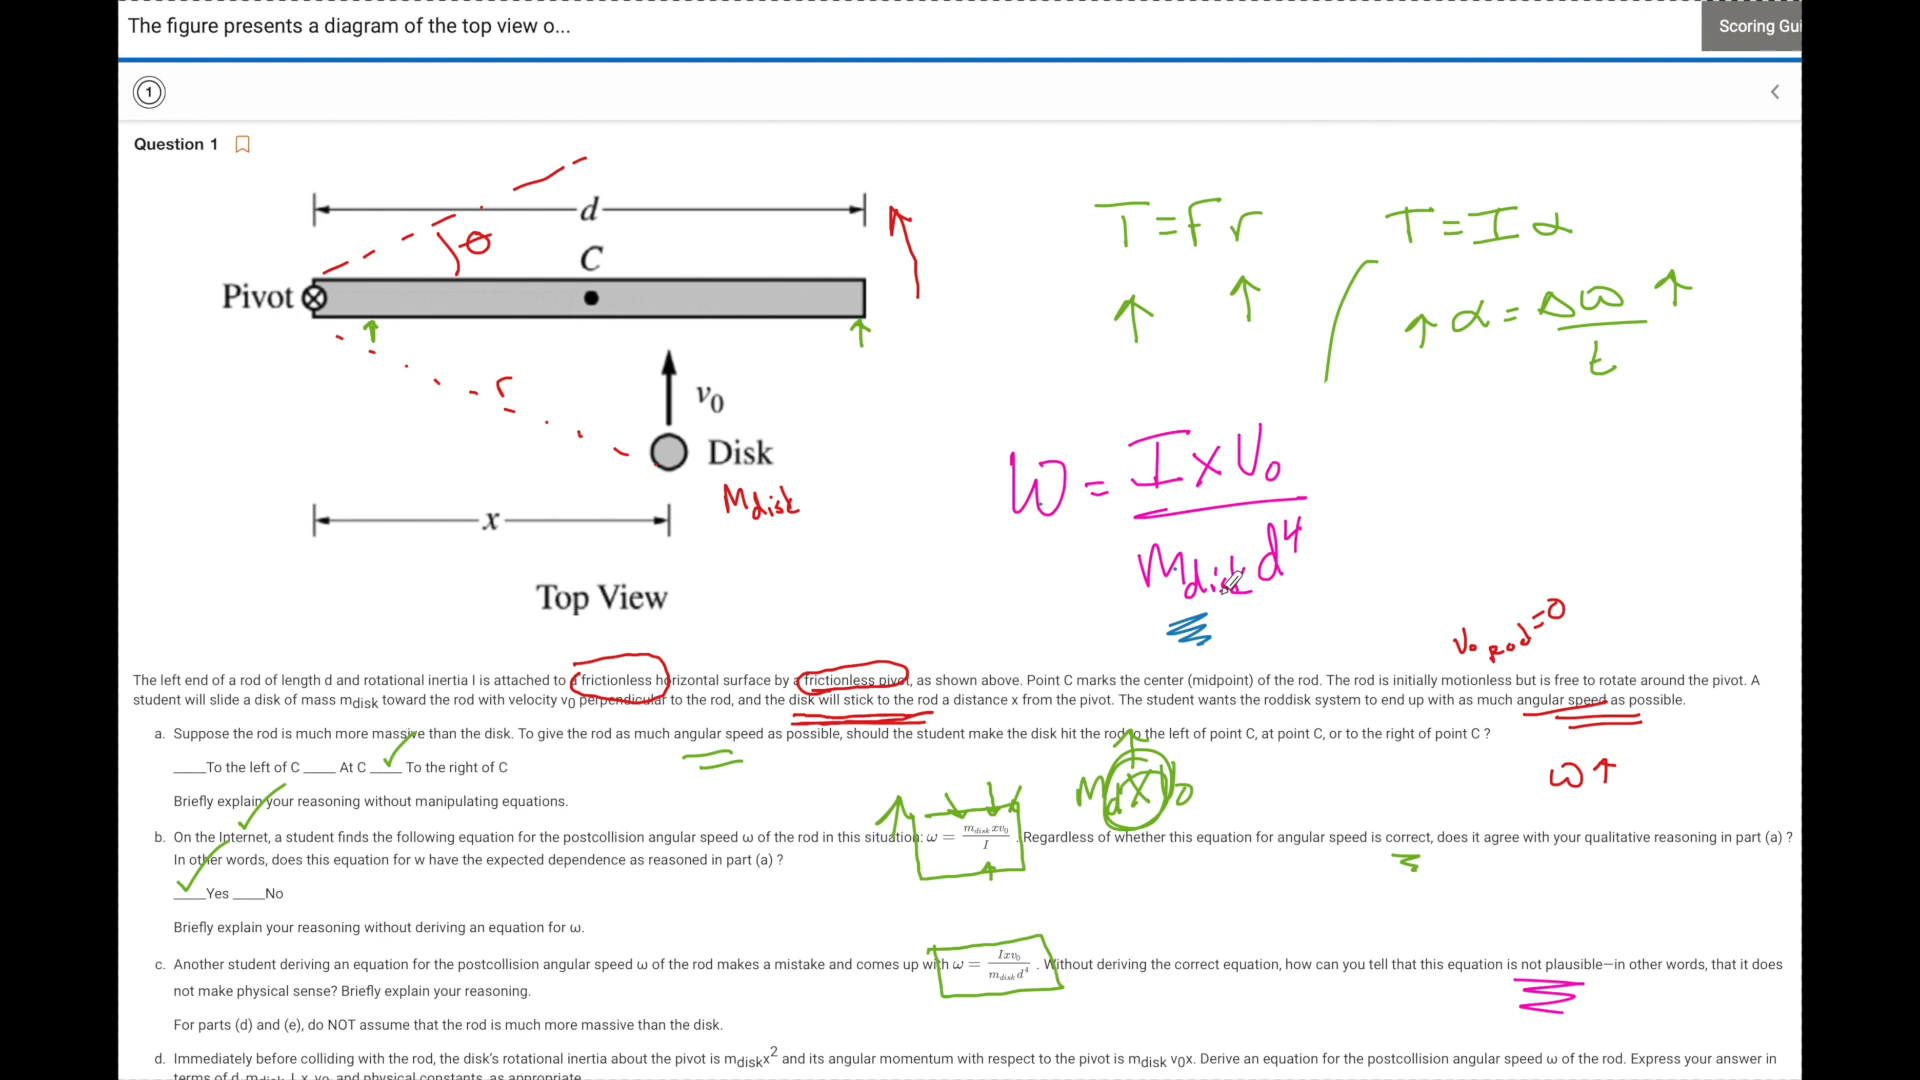 The figure presents a diagram of the top view o...
Scoring Gui
1
Question 1
d
θ
C
Pivot
r
v0
Disk
Mdisk
x
Top View
T = F r
T = I α
α = Δω / t
W = I x V0 / Mdisk d^4
V0 Rod = 0
The left end of a rod of length d and rotational inertia I is attached to a frictionless horizontal surface by a frictionless pivot, as shown above. Point C marks the center (midpoint) of the rod. The rod is initially motionless but is free to rotate around the pivot. A
student will slide a disk of mass mdisk toward the rod with velocity v0 perpendicular to the rod, and the disk will stick to the rod a distance x from the pivot. The student wants the roddisk system to end up with as much angular speed as possible.
a. Suppose the rod is much more massive than the disk. To give the rod as much angular speed as possible, should the student make the disk hit the rod to the left of point C, at point C, or to the right of point C ?
____To the left of C ____ At C ____ To the right of C
ω↑
Md x V0
Briefly explain your reasoning without manipulating equations.
b. On the Internet, a student finds the following equation for the postcollision angular speed ω of the rod in this situation: ω = mdisk xv0 / I . Regardless of whether this equation for angular speed is correct, does it agree with your qualitative reasoning in part (a) ?
In other words, does this equation for w have the expected dependence as reasoned in part (a) ?
____Yes ____No
Briefly explain your reasoning without deriving an equation for ω.
c. Another student deriving an equation for the postcollision angular speed ω of the rod makes a mistake and comes up with ω = Ixv0 / mdisk d^4 . Without deriving the correct equation, how can you tell that this equation is not plausible—in other words, that it does
not make physical sense? Briefly explain your reasoning.
For parts (d) and (e), do NOT assume that the rod is much more massive than the disk.
d. Immediately before colliding with the rod, the disk's rotational inertia about the pivot is mdiskx^2 and its angular momentum with respect to the pivot is mdisk v0x. Derive an equation for the postcollision angular speed ω of the rod. Express your answer in
terms of d, mdisk, I, x, v0, and physical constants, as appropriate.